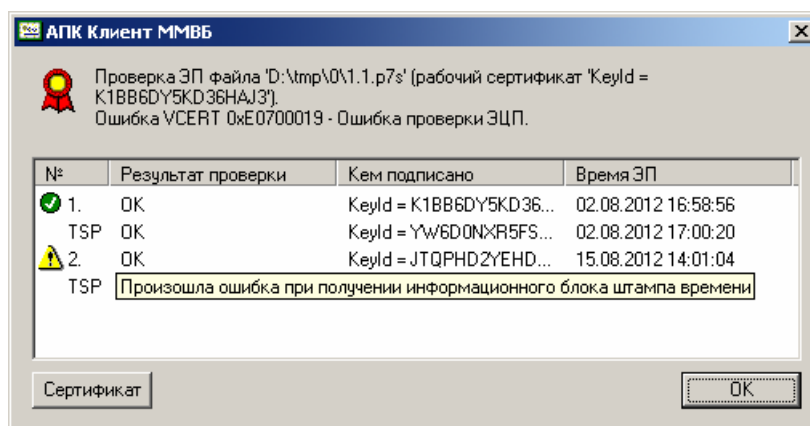 АПК Клиент ММВБ
Проверка ЭП файла 'D:\tmp\0\1.1.p7s' (рабочий сертификат 'KeyId =
K1BB6DY5KD36HAJ3').
Ошибка VCERT 0xE0700019 - Ошибка проверки ЭЦП.
№ Результат проверки Кем подписано Время ЭП
1. OK KeyId = K1BB6DY5KD36... 02.08.2012 16:58:56
TSP OK KeyId = YW6D0NXR5FS... 02.08.2012 17:00:20
2. OK KeyId = JTQPHD2YEHD... 15.08.2012 14:01:04
TSP Произошла ошибка при получении информационного блока штампа времени
Сертификат OK